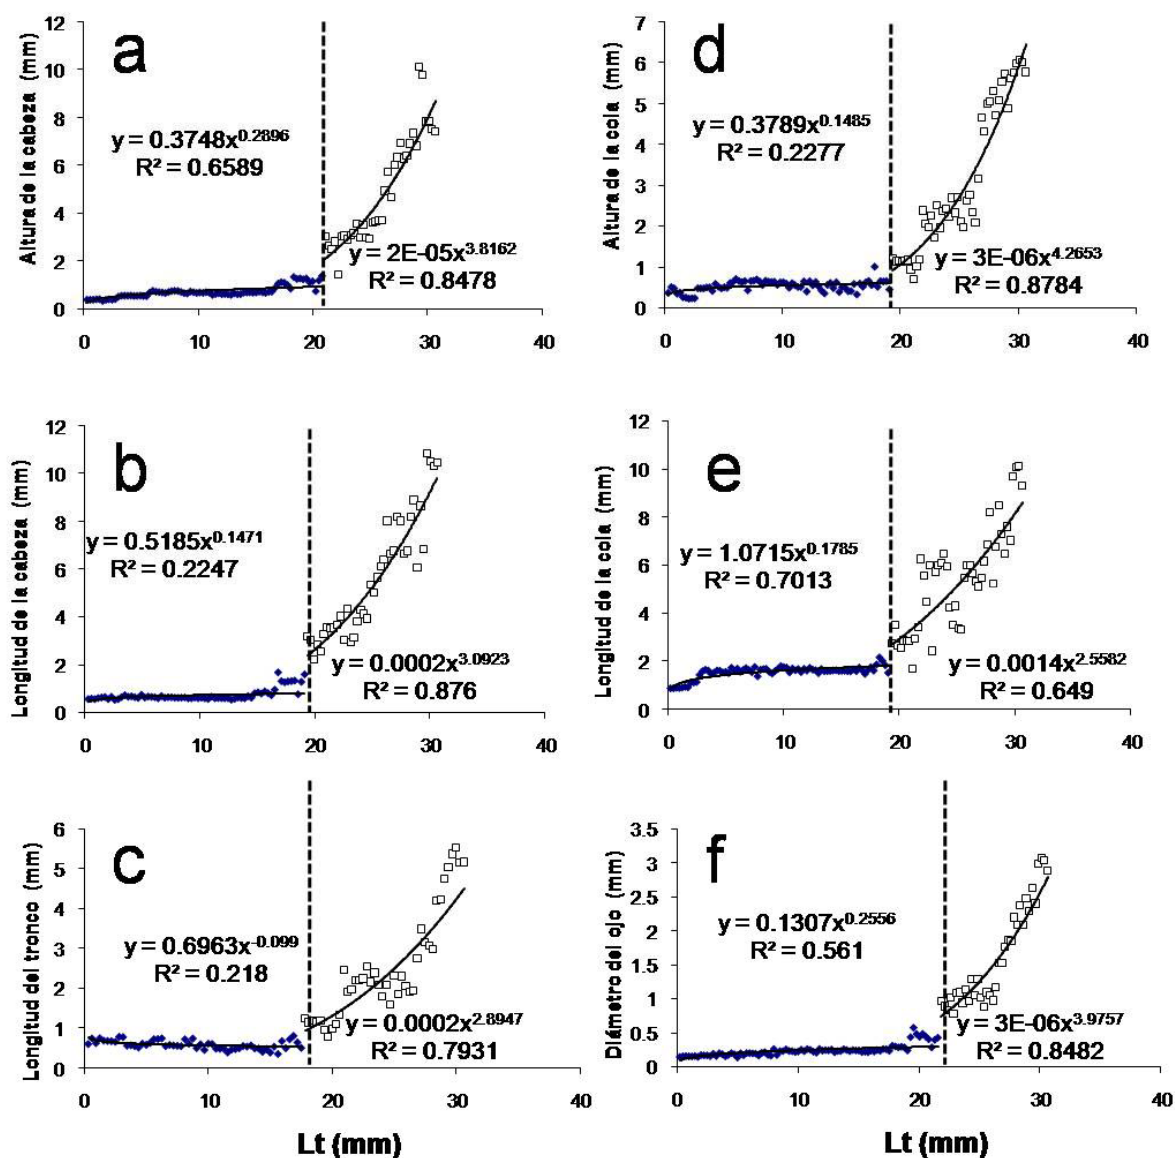 a
Altura de la cabeza (mm)
12
10
8
6
4
2
0
y = 0.3748x^0.2896
R² = 0.6589
y = 2E-05x^3.8162
R² = 0.8478
0 10 20 30 40
d
Altura de la cola (mm)
7
6
5
4
3
2
1
0
y = 0.3789x^0.1485
R² = 0.2277
y = 3E-06x^4.2653
R² = 0.8784
0 10 20 30 40
b
Longitud de la cabeza (mm)
12
10
8
6
4
2
0
y = 0.5185x^0.1471
R² = 0.2247
y = 0.0002x^3.0923
R² = 0.876
0 10 20 30 40
e
Longitud de la cola (mm)
12
10
8
6
4
2
0
y = 1.0715x^0.1785
R² = 0.7013
y = 0.0014x^2.5582
R² = 0.649
0 10 20 30 40
c
Longitud del tronco (mm)
6
5
4
3
2
1
0
y = 0.6963x^-0.099
R² = 0.218
y = 0.0002x^2.8947
R² = 0.7931
0 10 20 30 40
Lt (mm)
f
Diámetro del ojo (mm)
3.5
3
2.5
2
1.5
1
0.5
0
y = 0.1307x^0.2556
R² = 0.561
y = 3E-06x^3.9757
R² = 0.8482
0 10 20 30 40
Lt (mm)